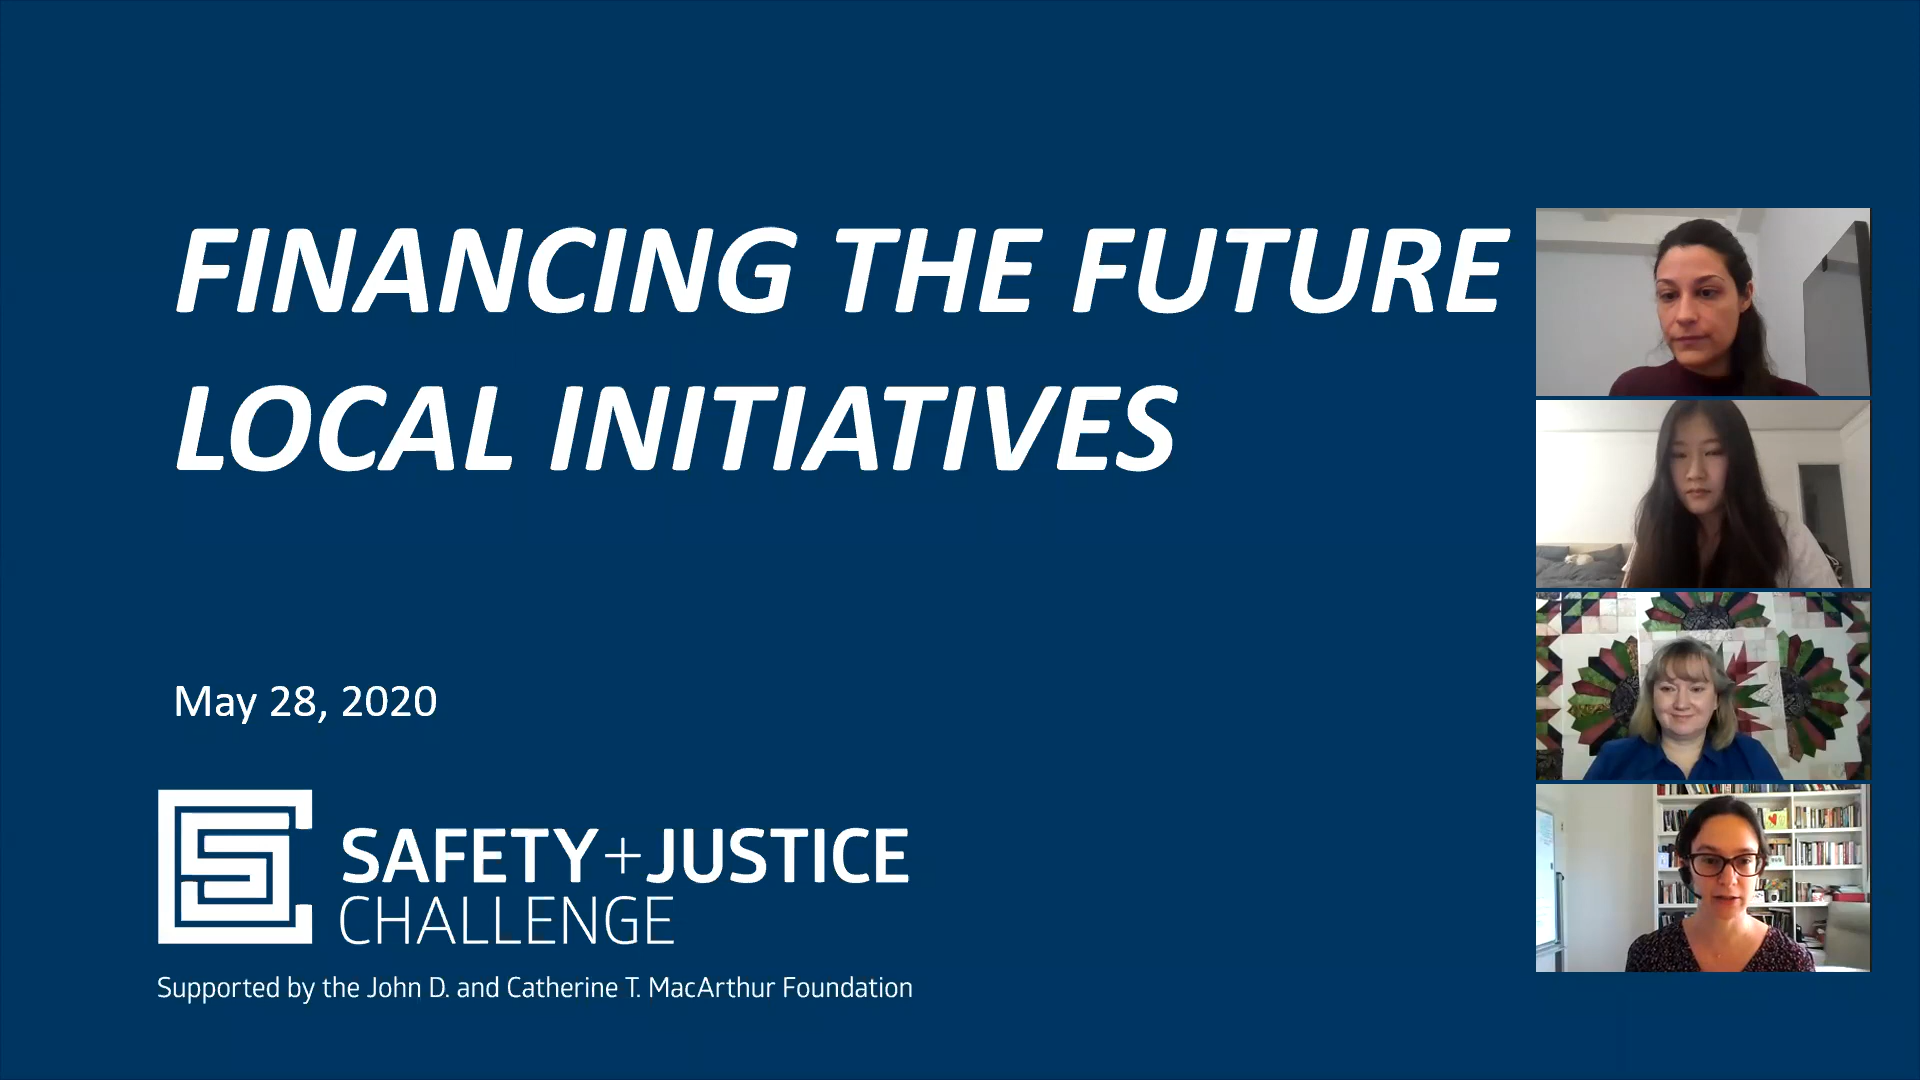 FINANCING THE FUTURE
LOCAL INITIATIVES
May 28, 2020
SAFETY+JUSTICE
CHALLENGE
Supported by the John D. and Catherine T. MacArthur Foundation